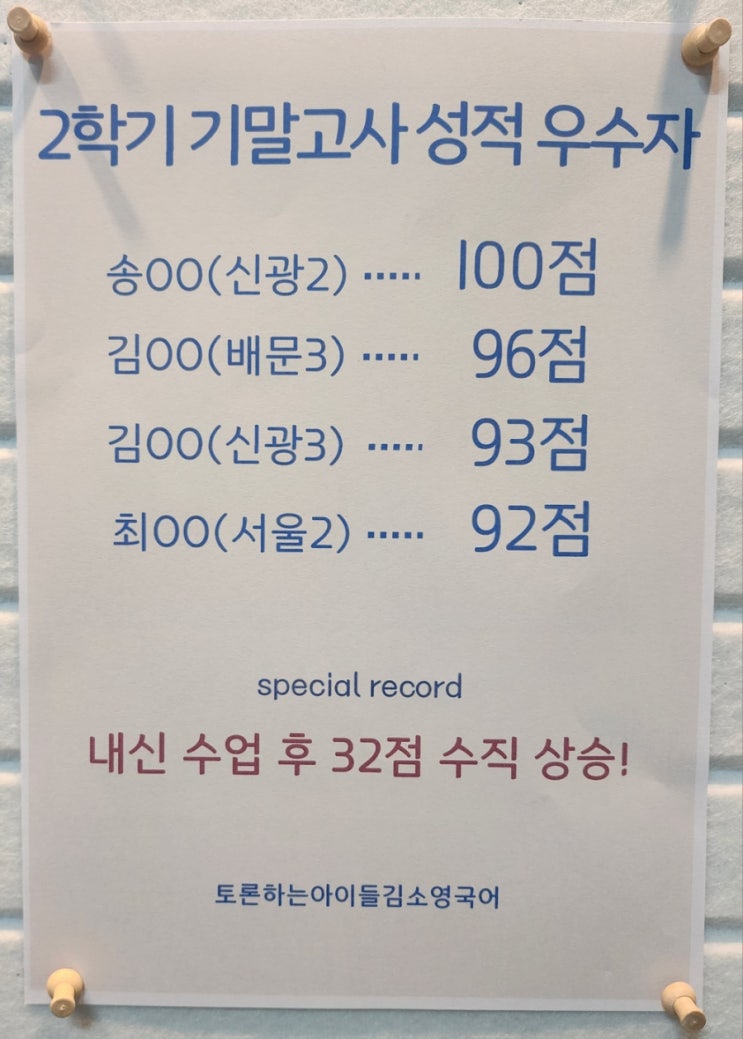 2학기 기말고사 성적 우수자
송OO(신광2) ····· 100점
김OO(배문3) ····· 96점
김OO(신광3) ····· 93점
최OO(서울2) ····· 92점
special record
내신 수업 후 32점 수직 상승!
토론하는아이들김소영국어